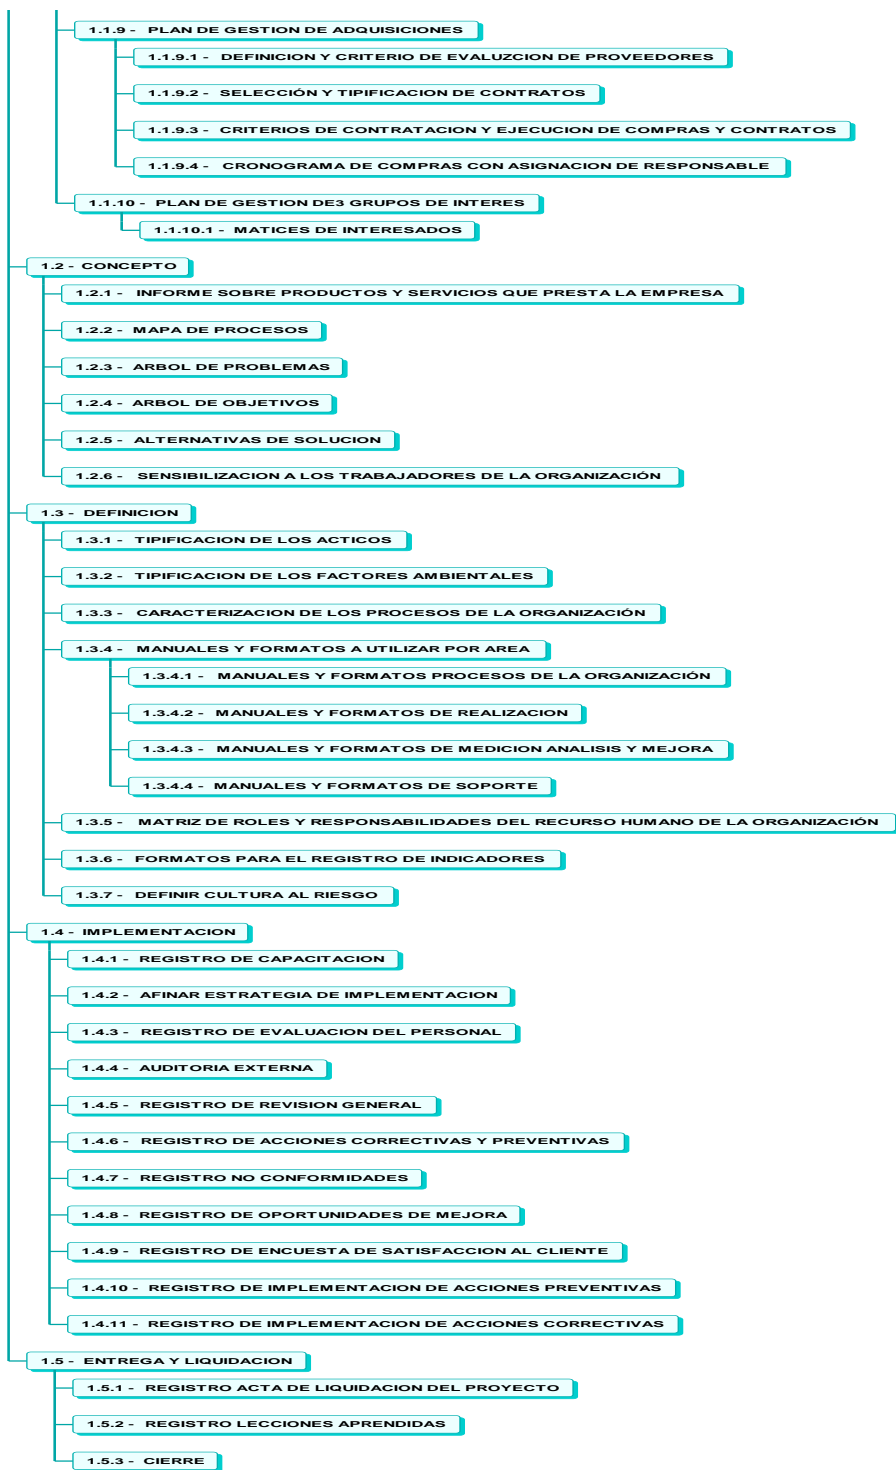 1.1.9 - PLAN DE GESTION DE ADQUISICIONES
1.1.9.1 - DEFINICION Y CRITERIO DE EVALUZCION DE PROVEEDORES
1.1.9.2 - SELECCIÓN Y TIPIFICACION DE CONTRATOS
1.1.9.3 - CRITERIOS DE CONTRATACION Y EJECUCION DE COMPRAS Y CONTRATOS
1.1.9.4 - CRONOGRAMA DE COMPRAS CON ASIGNACION DE RESPONSABLE
1.1.10 - PLAN DE GESTION DE3 GRUPOS DE INTERES
1.1.10.1 - MATICES DE INTERESADOS
1.2 - CONCEPTO
1.2.1 - INFORME SOBRE PRODUCTOS Y SERVICIOS QUE PRESTA LA EMPRESA
1.2.2 - MAPA DE PROCESOS
1.2.3 - ARBOL DE PROBLEMAS
1.2.4 - ARBOL DE OBJETIVOS
1.2.5 - ALTERNATIVAS DE SOLUCION
1.2.6 - SENSIBILIZACION A LOS TRABAJADORES DE LA ORGANIZACIÓN
1.3 - DEFINICION
1.3.1 - TIPIFICACION DE LOS ACTICOS
1.3.2 - TIPIFICACION DE LOS FACTORES AMBIENTALES
1.3.3 - CARACTERIZACION DE LOS PROCESOS DE LA ORGANIZACIÓN
1.3.4 - MANUALES Y FORMATOS A UTILIZAR POR AREA
1.3.4.1 - MANUALES Y FORMATOS PROCESOS DE LA ORGANIZACIÓN
1.3.4.2 - MANUALES Y FORMATOS DE REALIZACION
1.3.4.3 - MANUALES Y FORMATOS DE MEDICION ANALISIS Y MEJORA
1.3.4.4 - MANUALES Y FORMATOS DE SOPORTE
1.3.5 - MATRIZ DE ROLES Y RESPONSABILIDADES DEL RECURSO HUMANO DE LA ORGANIZACIÓN
1.3.6 - FORMATOS PARA EL REGISTRO DE INDICADORES
1.3.7 - DEFINIR CULTURA AL RIESGO
1.4 - IMPLEMENTACION
1.4.1 - REGISTRO DE CAPACITACION
1.4.2 - AFINAR ESTRATEGIA DE IMPLEMENTACION
1.4.3 - REGISTRO DE EVALUACION DEL PERSONAL
1.4.4 - AUDITORIA EXTERNA
1.4.5 - REGISTRO DE REVISION GENERAL
1.4.6 - REGISTRO DE ACCIONES CORRECTIVAS Y PREVENTIVAS
1.4.7 - REGISTRO NO CONFORMIDADES
1.4.8 - REGISTRO DE OPORTUNIDADES DE MEJORA
1.4.9 - REGISTRO DE ENCUESTA DE SATISFACCION AL CLIENTE
1.4.10 - REGISTRO DE IMPLEMENTACION DE ACCIONES PREVENTIVAS
1.4.11 - REGISTRO DE IMPLEMENTACION DE ACCIONES CORRECTIVAS
1.5 - ENTREGA Y LIQUIDACION
1.5.1 - REGISTRO ACTA DE LIQUIDACION DEL PROYECTO
1.5.2 - REGISTRO LECCIONES APRENDIDAS
1.5.3 - CIERRE